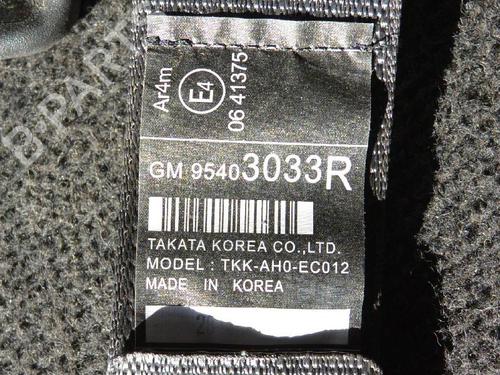 Ar4m
E4
06 41375
GM 95403033R
TAKATA KOREA CO.,LTD.
MODEL : TKK-AH0-EC012
MADE IN KOREA